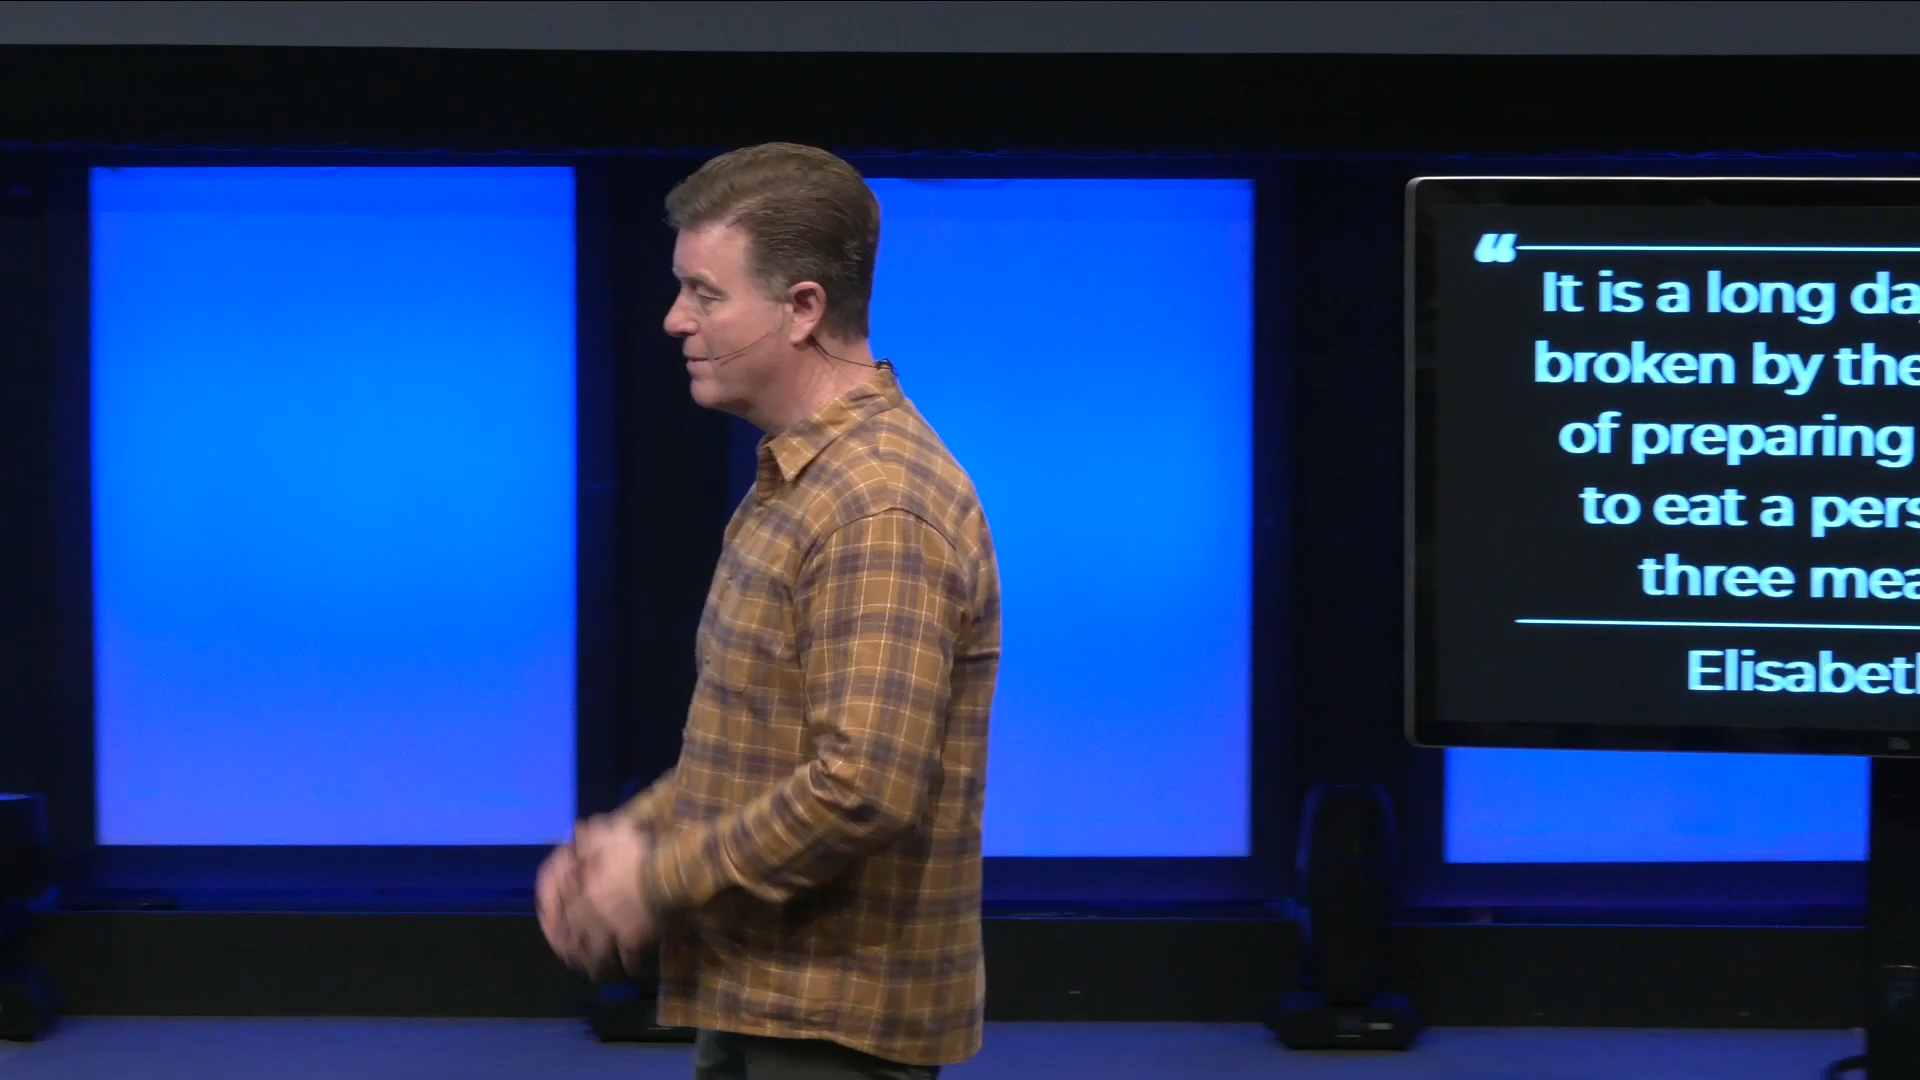 “
It is a long da
broken by the
of preparing
to eat a pers
three mea
Elisabeth